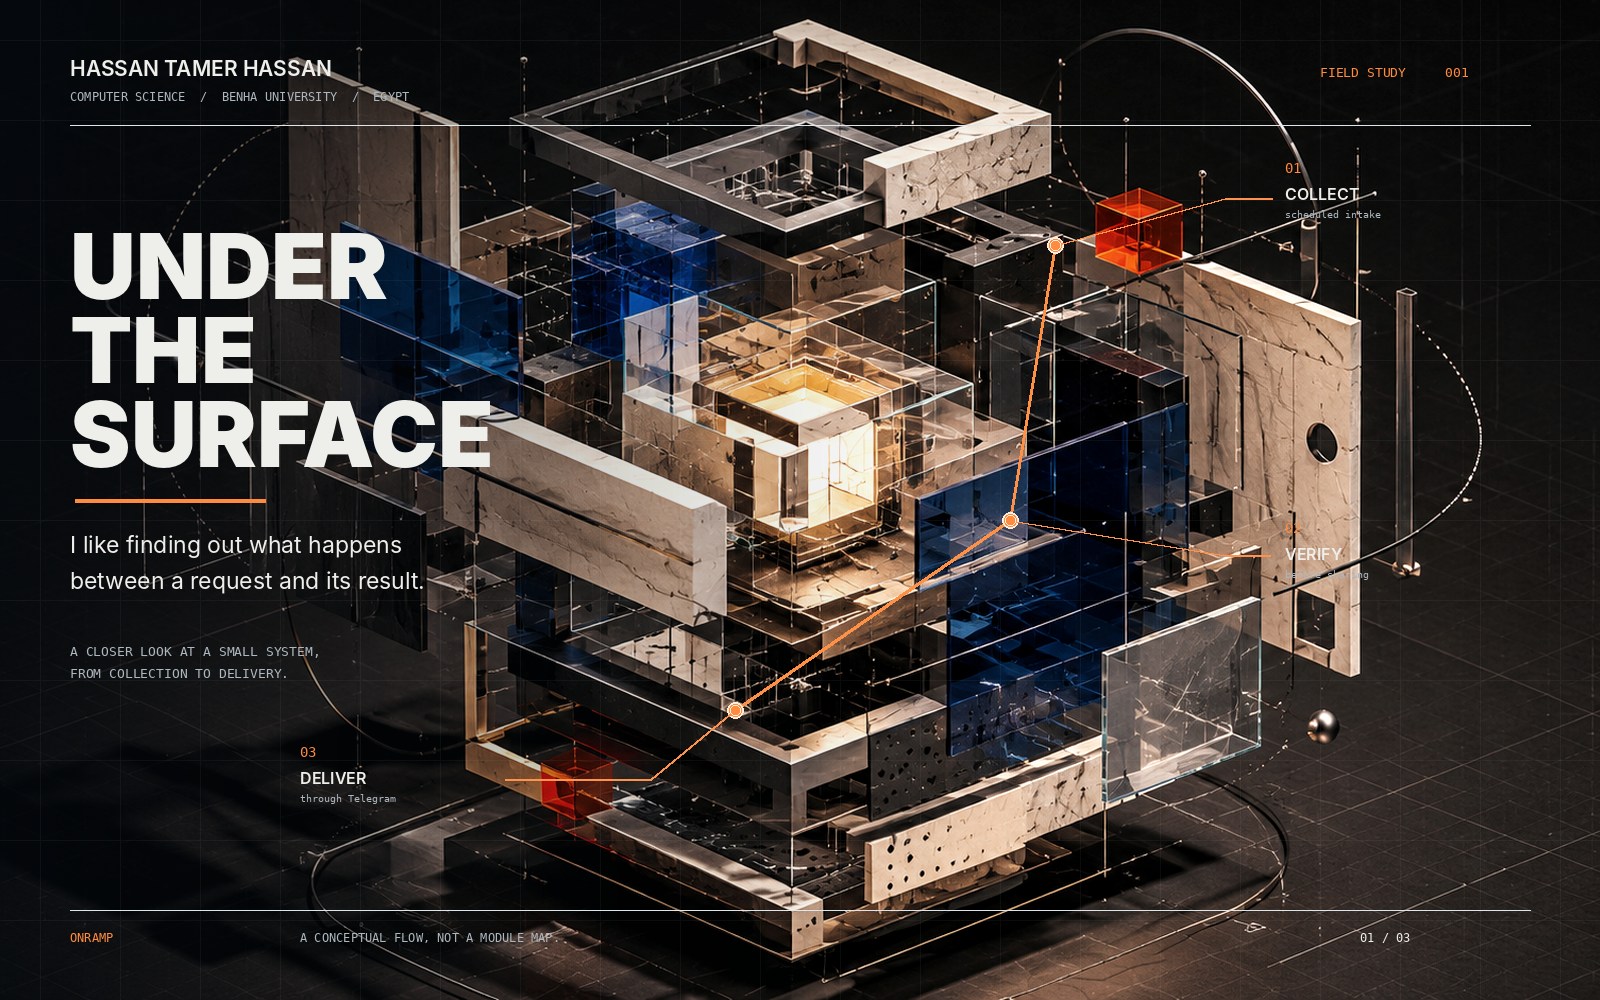 HASSAN TAMER HASSAN
COMPUTER SCIENCE / BENHA UNIVERSITY / EGYPT
FIELD STUDY 001
01
COLLECT
scheduled intake
UNDER
THE
SURFACE
I like finding out what happens
between a request and its result.
VERIFY
A CLOSER LOOK AT A SMALL SYSTEM,
FROM COLLECTION TO DELIVERY.
03
DELIVER
through Telegram
ONRAMP
A CONCEPTUAL FLOW, NOT A MODULE MAP.
01 / 03